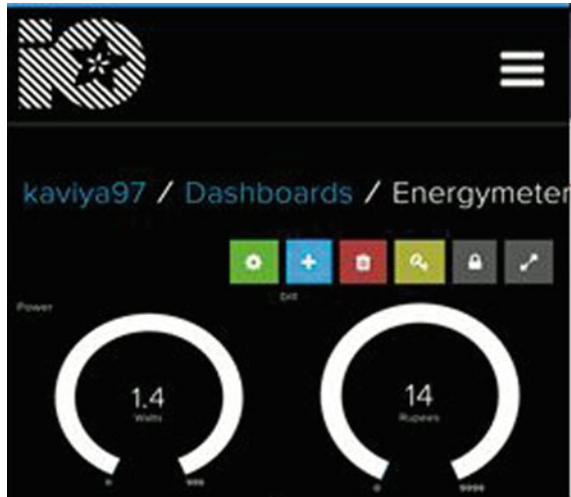 iO
kaviya97 / Dashboards / Energymeter
Power
1.4
Watts
0
999
14
Rupees
0
9999